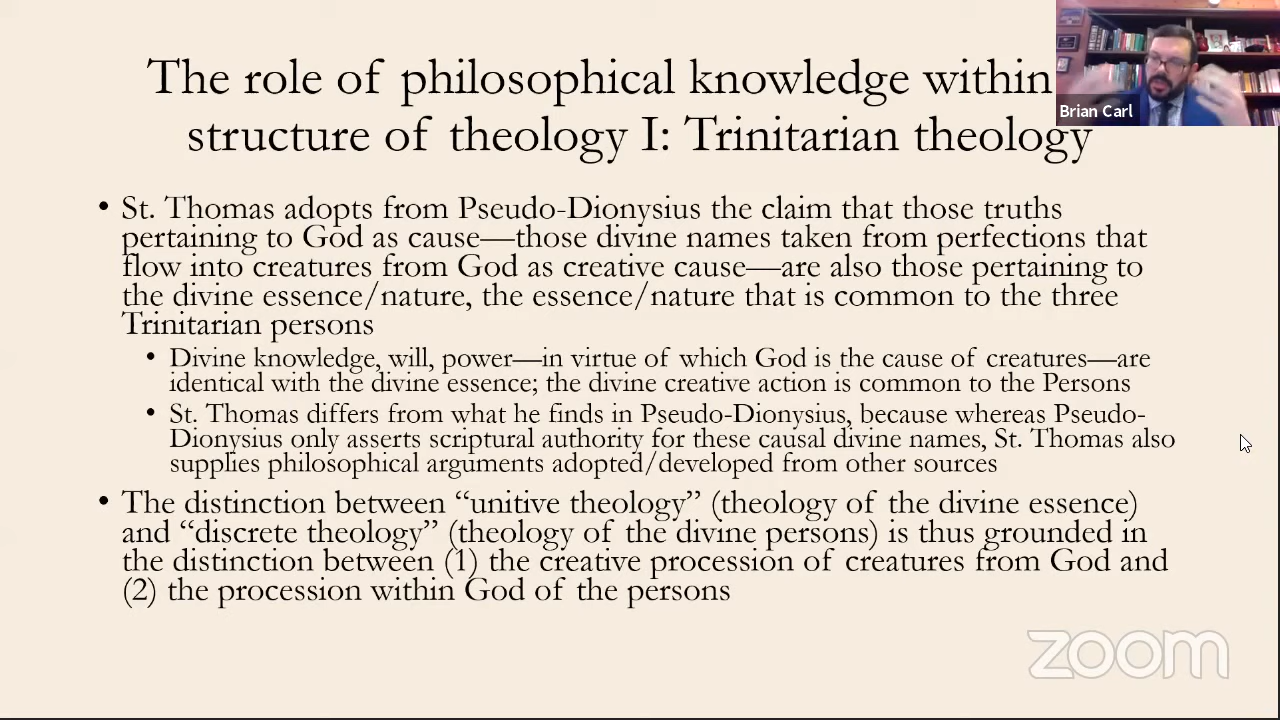 The role of philosophical knowledge within
structure of theology I: Trinitarian theology
Brian Carl
• St. Thomas adopts from Pseudo-Dionysius the claim that those truths
pertaining to God as cause—those divine names taken from perfections that
flow into creatures from God as creative cause—are also those pertaining to
the divine essence/nature, the essence/nature that is common to the three
Trinitarian persons
• Divine knowledge, will, power—in virtue of which God is the cause of creatures—are
identical with the divine essence; the divine creative action is common to the Persons
• St. Thomas differs from what he finds in Pseudo-Dionysius, because whereas Pseudo-
Dionysius only asserts scriptural authority for these causal divine names, St. Thomas also
supplies philosophical arguments adopted/developed from other sources
• The distinction between “unitive theology” (theology of the divine essence)
and “discrete theology” (theology of the divine persons) is thus grounded in
the distinction between (1) the creative procession of creatures from God and
(2) the procession within God of the persons
zoom